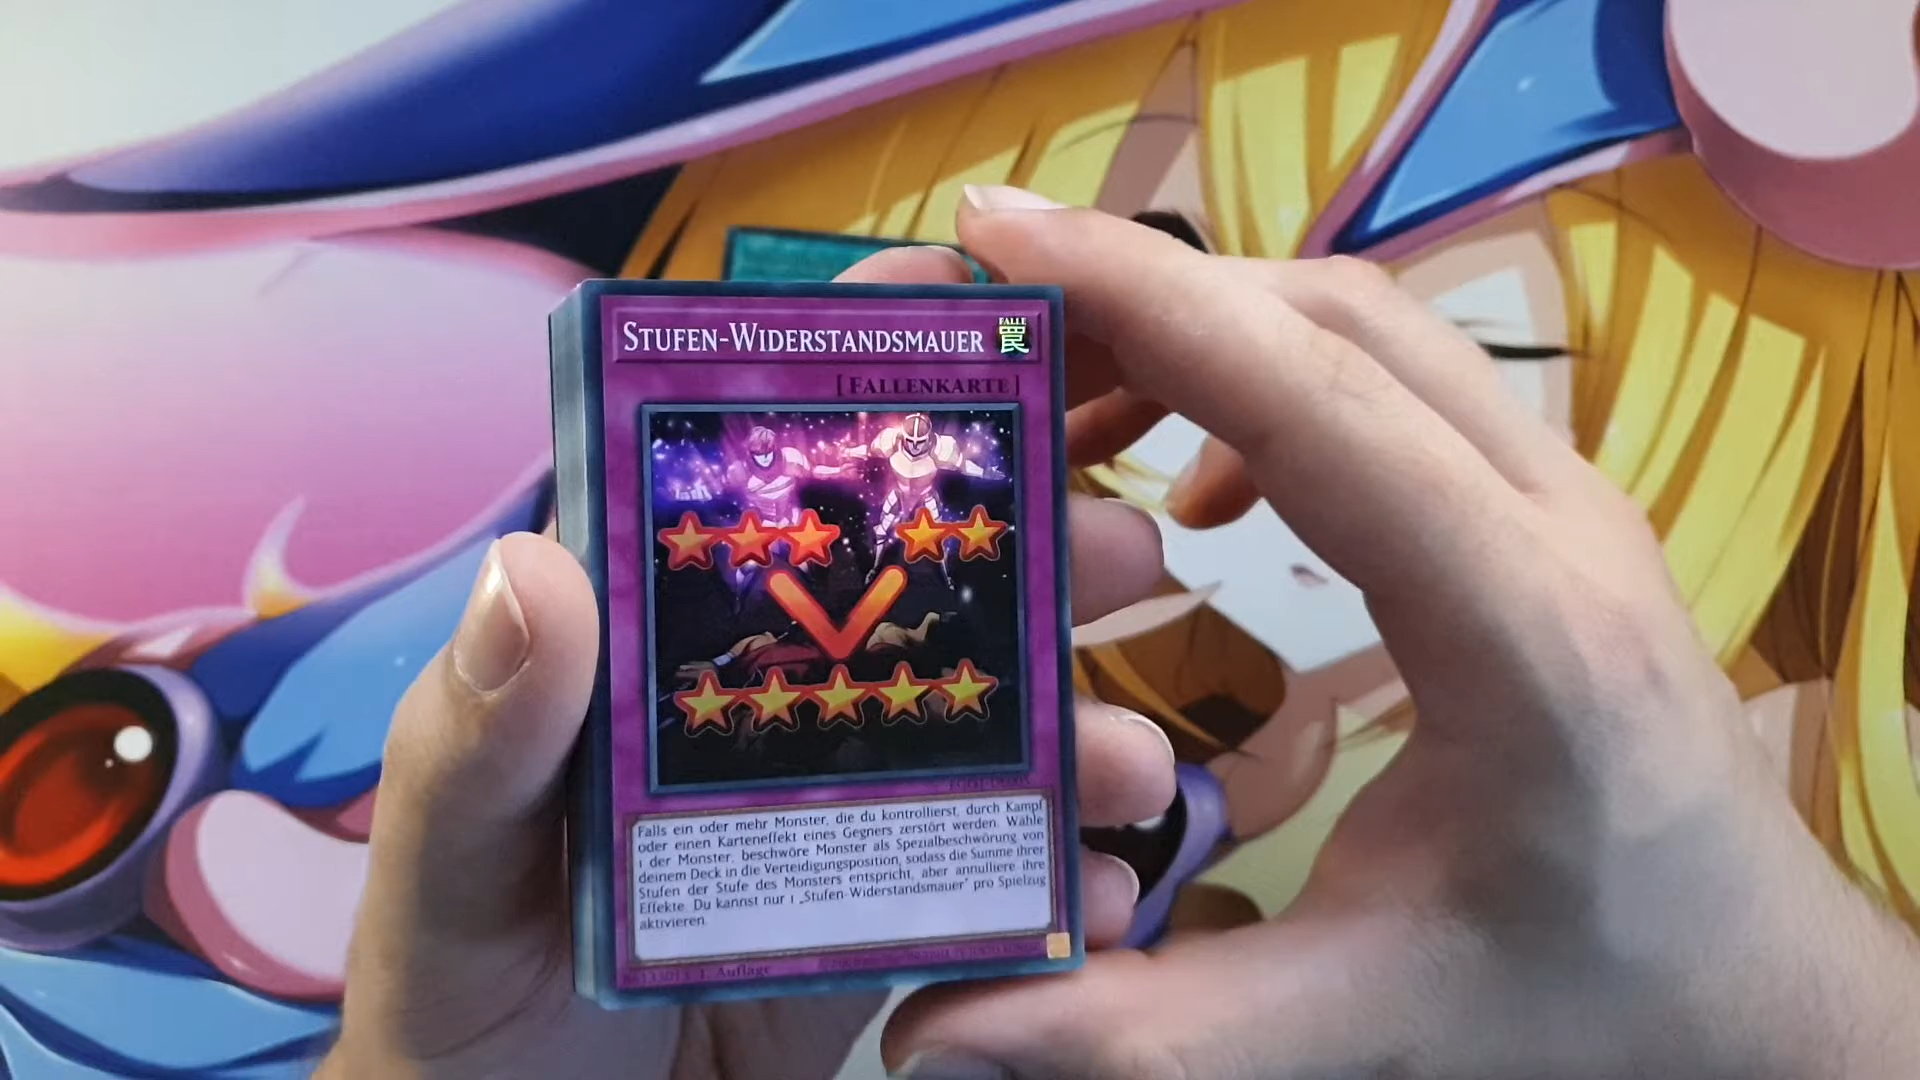 STUFEN-WIDERSTANDSMAUER
FALLE
罠
[FALLENKARTE]
Falls ein oder mehr Monster, die du kontrollierst, durch Kampf
oder einen Karteneffekt eines Gegners zerstört werden: Wähle
1 der Monster; beschwöre Monster als Spezialbeschwörung von
deinem Deck in die Verteidigungsposition, sodass die Summe ihrer
Stufen der Stufe des Monsters entspricht, aber annulliere ihre
Effekte. Du kannst nur 1 „Stufen-Widerstandsmauer" pro Spielzug
aktivieren.
1. Auflage